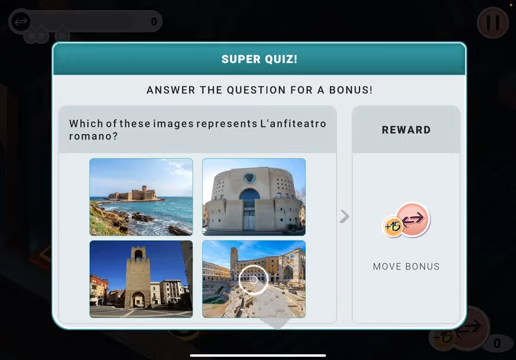 0
SUPER QUIZ!
ANSWER THE QUESTION FOR A BONUS!
Which of these images represents L'anfiteatro
romano?
REWARD
+15
MOVE BONUS
0